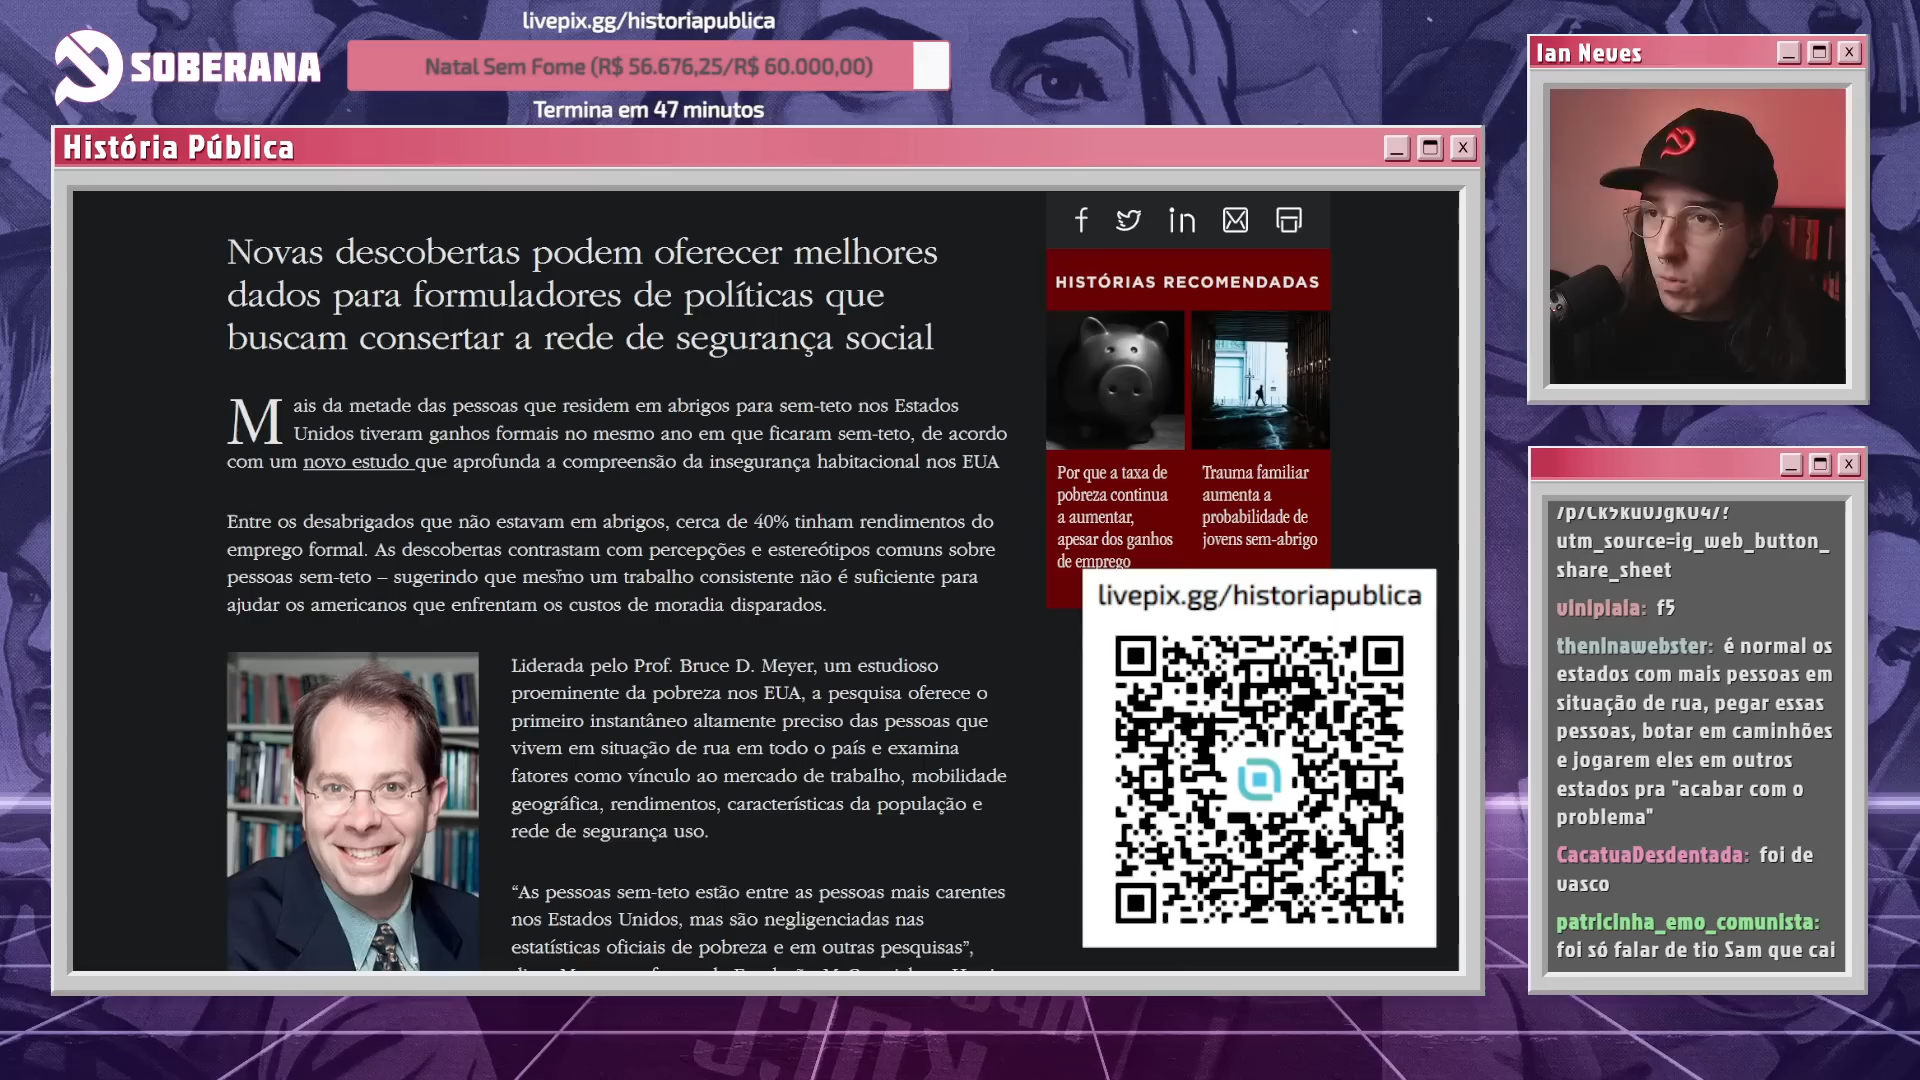 livepix.gg/historiapublica
SOBERANA
Natal Sem Fome (R$ 56.676,25/R$ 60.000,00)
Termina em 47 minutos
História Pública
Novas descobertas podem oferecer melhores
dados para formuladores de políticas que
buscam consertar a rede de segurança social
Mais da metade das pessoas que residem em abrigos para sem-teto nos Estados
Unidos tiveram ganhos formais no mesmo ano em que ficaram sem-teto, de acordo
com um novo estudo que aprofunda a compreensão da insegurança habitacional nos EUA
Entre os desabrigados que não estavam em abrigos, cerca de 40% tinham rendimentos do
emprego formal. As descobertas contrastam com percepções e estereótipos comuns sobre
pessoas sem-teto – sugerindo que mesmo um trabalho consistente não é suficiente para
ajudar os americanos que enfrentam os custos de moradia disparados.
Liderada pelo Prof. Bruce D. Meyer, um estudioso
proeminente da pobreza nos EUA, a pesquisa oferece o
primeiro instantâneo altamente preciso das pessoas que
vivem em situação de rua em todo o país e examina
fatores como vínculo ao mercado de trabalho, mobilidade
geográfica, rendimentos, características da população e
rede de segurança uso.
“As pessoas sem-teto estão entre as pessoas mais carentes
nos Estados Unidos, mas são negligenciadas nas
estatísticas oficiais de pobreza e em outras pesquisas”,
HISTÓRIAS RECOMENDADAS
Por que a taxa de
pobreza continua
a aumentar,
apesar dos ganhos
de emprego
Trauma familiar
aumenta a
probabilidade de
jovens sem-abrigo
livepix.gg/historiapublica
Ian Neves
utm_source=ig_web_button_
share_sheet
vinipiaia: f5
theninawebster: é normal os
estados com mais pessoas em
situação de rua, pegar essas
pessoas, botar em caminhões
e jogarem eles em outros
estados pra "acabar com o
problema"
CacatuaDesdentada: foi de
vasco
patricinha_emo_comunista:
foi só falar de tio Sam que cai